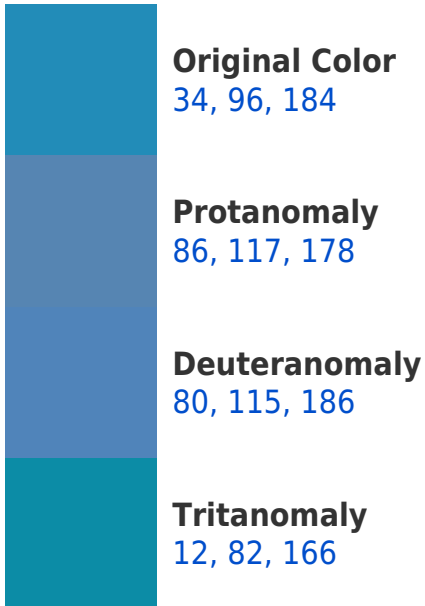 Original Color
34, 96, 184
Protanomaly
86, 117, 178
Deuteranomaly
80, 115, 186
Tritanomaly
12, 82, 166